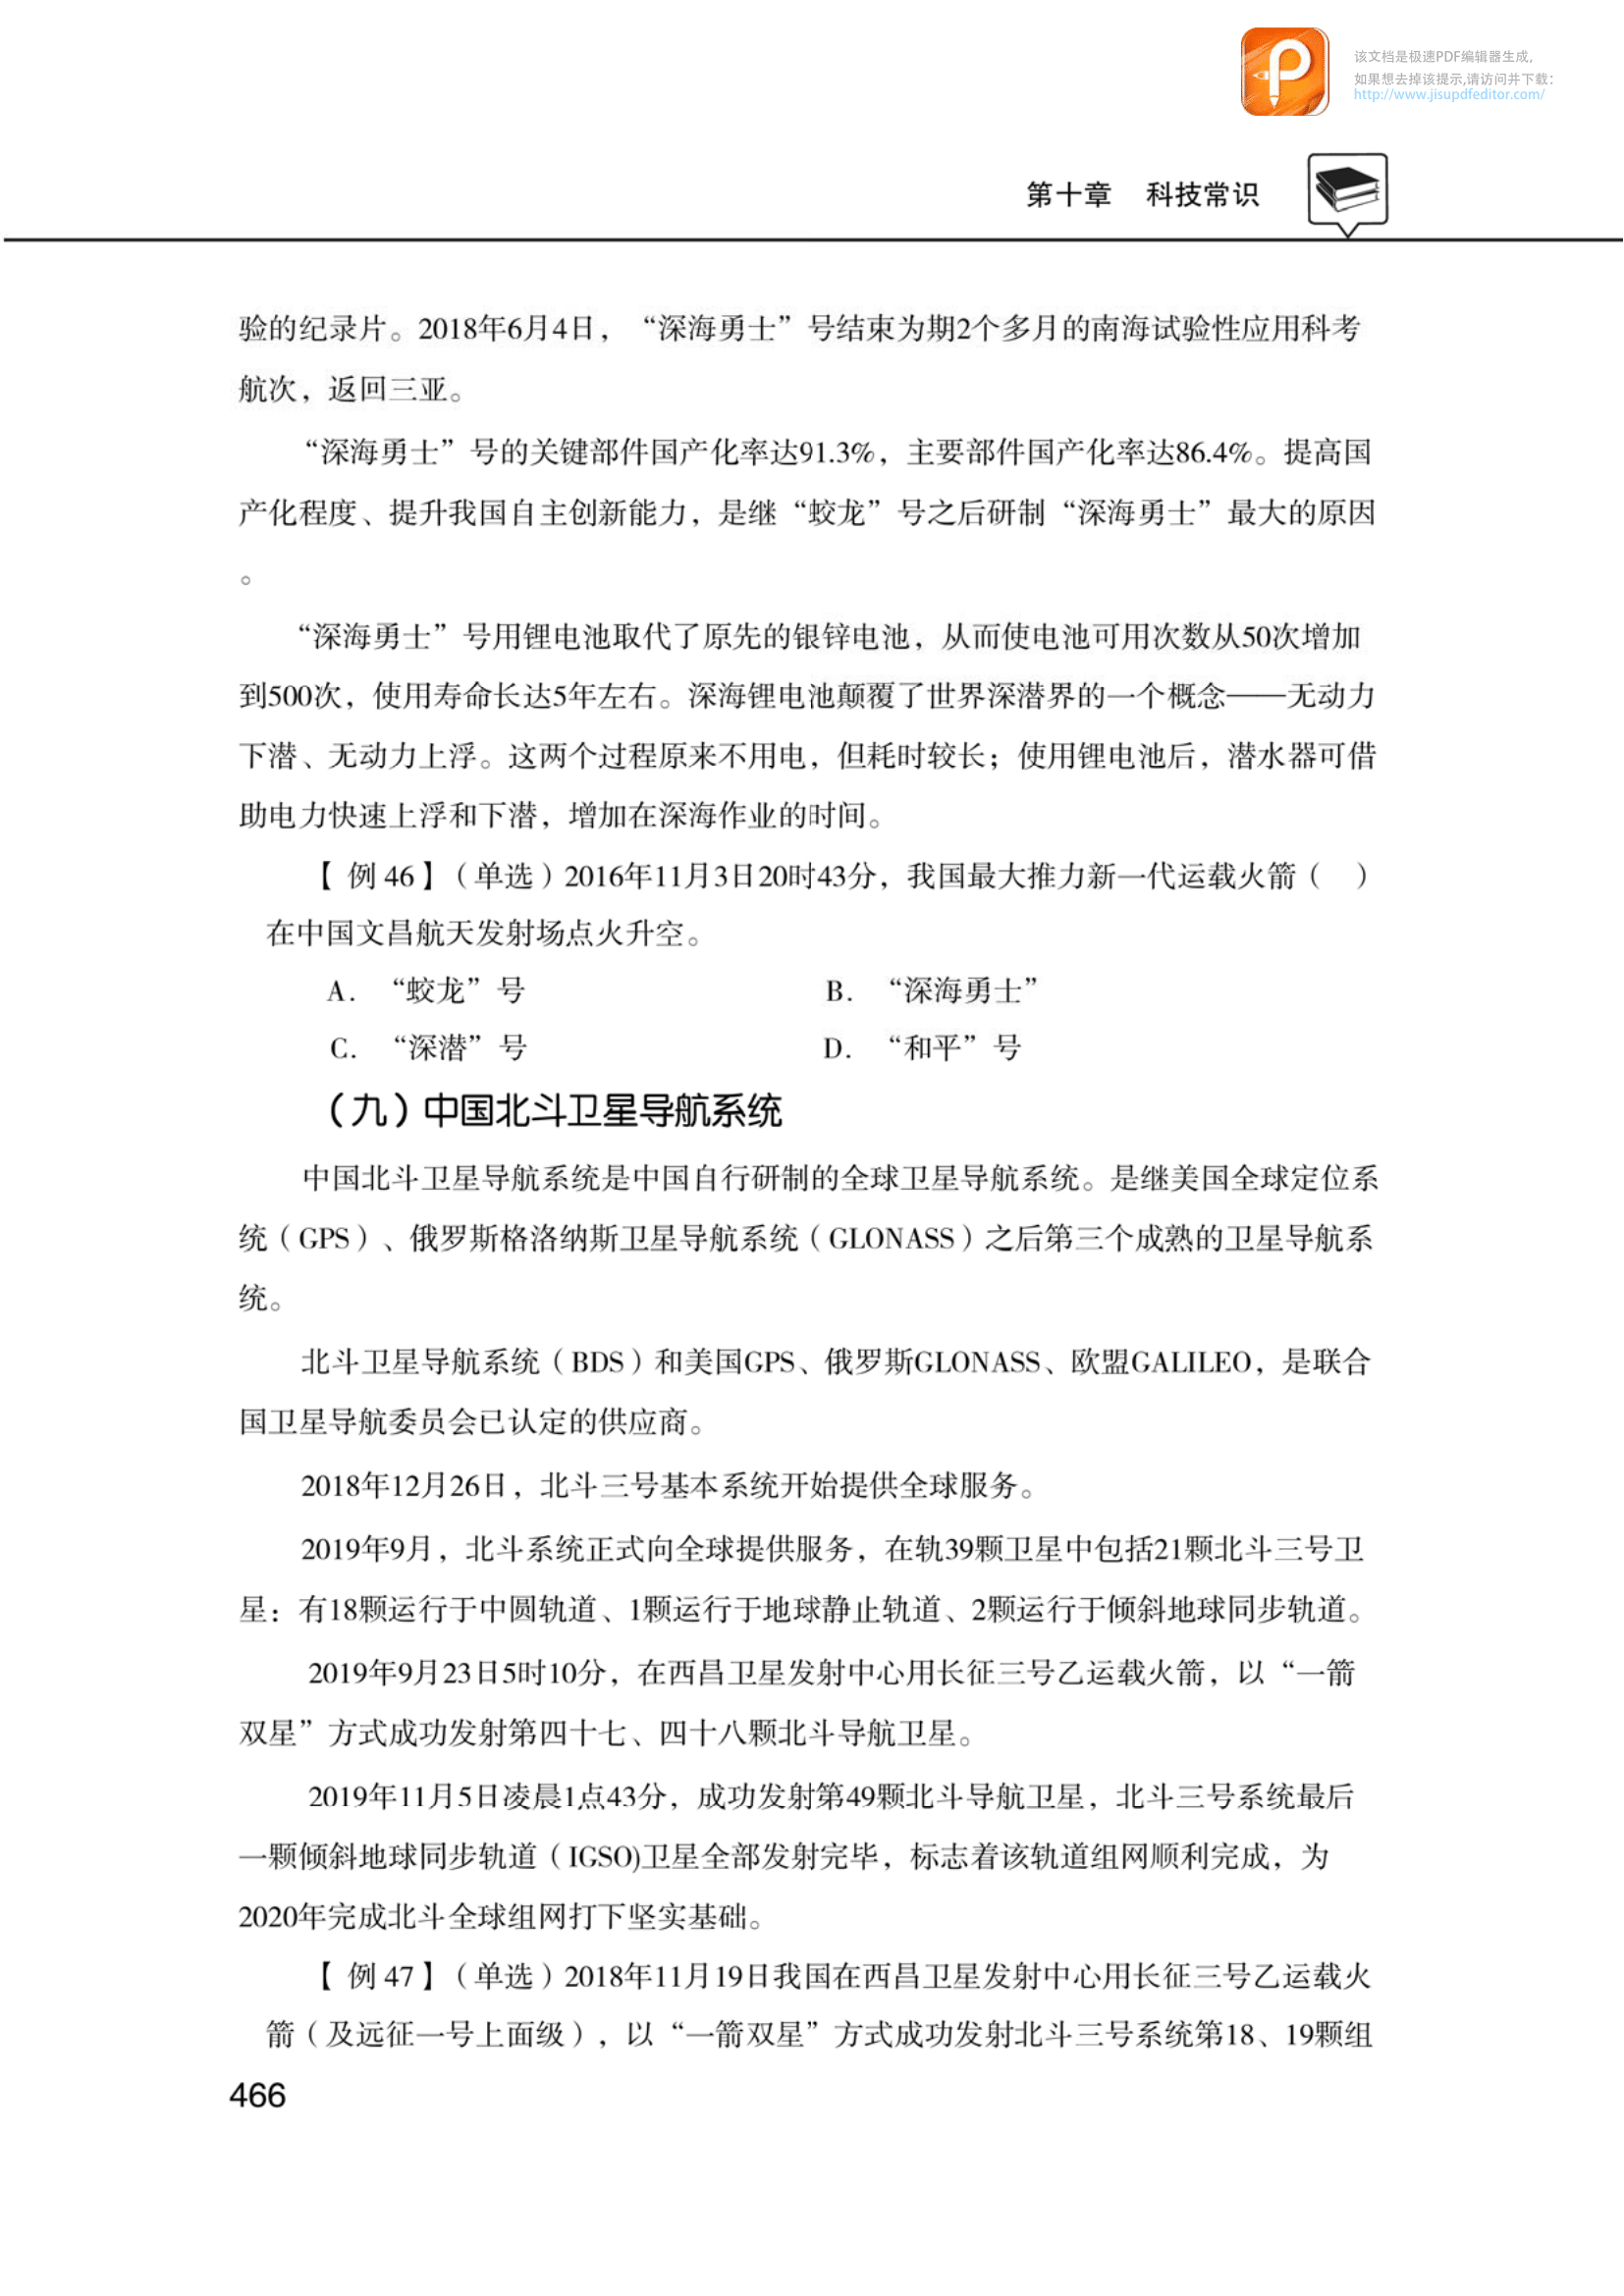 该文档是极速PDF编辑器生成,
如果想去掉该提示,请访问并下载:
http://www.jisupdfeditor.com/
第十章 科技常识
验的纪录片。2018年6月4日，“深海勇士”号结束为期2个多月的南海试验性应用科考
航次，返回三亚。
“深海勇士”号的关键部件国产化率达91.3%，主要部件国产化率达86.4%。提高国
产化程度、提升我国自主创新能力，是继“蛟龙”号之后研制“深海勇士”最大的原因
。
“深海勇士”号用锂电池取代了原先的银锌电池，从而使电池可用次数从50次增加
到500次，使用寿命长达5年左右。深海锂电池颠覆了世界深潜界的一个概念——无动力
下潜、无动力上浮。这两个过程原来不用电，但耗时较长；使用锂电池后，潜水器可借
助电力快速上浮和下潜，增加在深海作业的时间。
【 例 46 】（单选）2016年11月3日20时43分，我国最大推力新一代运载火箭（ ）
在中国文昌航天发射场点火升空。
A. “蛟龙”号 B. “深海勇士”
C. “深潜”号 D. “和平”号
（九）中国北斗卫星导航系统
中国北斗卫星导航系统是中国自行研制的全球卫星导航系统。是继美国全球定位系
统（GPS）、俄罗斯格洛纳斯卫星导航系统（GLONASS）之后第三个成熟的卫星导航系
统。
北斗卫星导航系统（BDS）和美国GPS、俄罗斯GLONASS、欧盟GALILEO，是联合
国卫星导航委员会已认定的供应商。
2018年12月26日，北斗三号基本系统开始提供全球服务。
2019年9月，北斗系统正式向全球提供服务，在轨39颗卫星中包括21颗北斗三号卫
星：有18颗运行于中圆轨道、1颗运行于地球静止轨道、2颗运行于倾斜地球同步轨道。
2019年9月23日5时10分，在西昌卫星发射中心用长征三号乙运载火箭，以“一箭
双星”方式成功发射第四十七、四十八颗北斗导航卫星。
2019年11月5日凌晨1点43分，成功发射第49颗北斗导航卫星，北斗三号系统最后
一颗倾斜地球同步轨道（IGSO)卫星全部发射完毕，标志着该轨道组网顺利完成，为
2020年完成北斗全球组网打下坚实基础。
【 例 47 】（单选）2018年11月19日我国在西昌卫星发射中心用长征三号乙运载火
箭（及远征一号上面级），以“一箭双星”方式成功发射北斗三号系统第18、19颗组
466